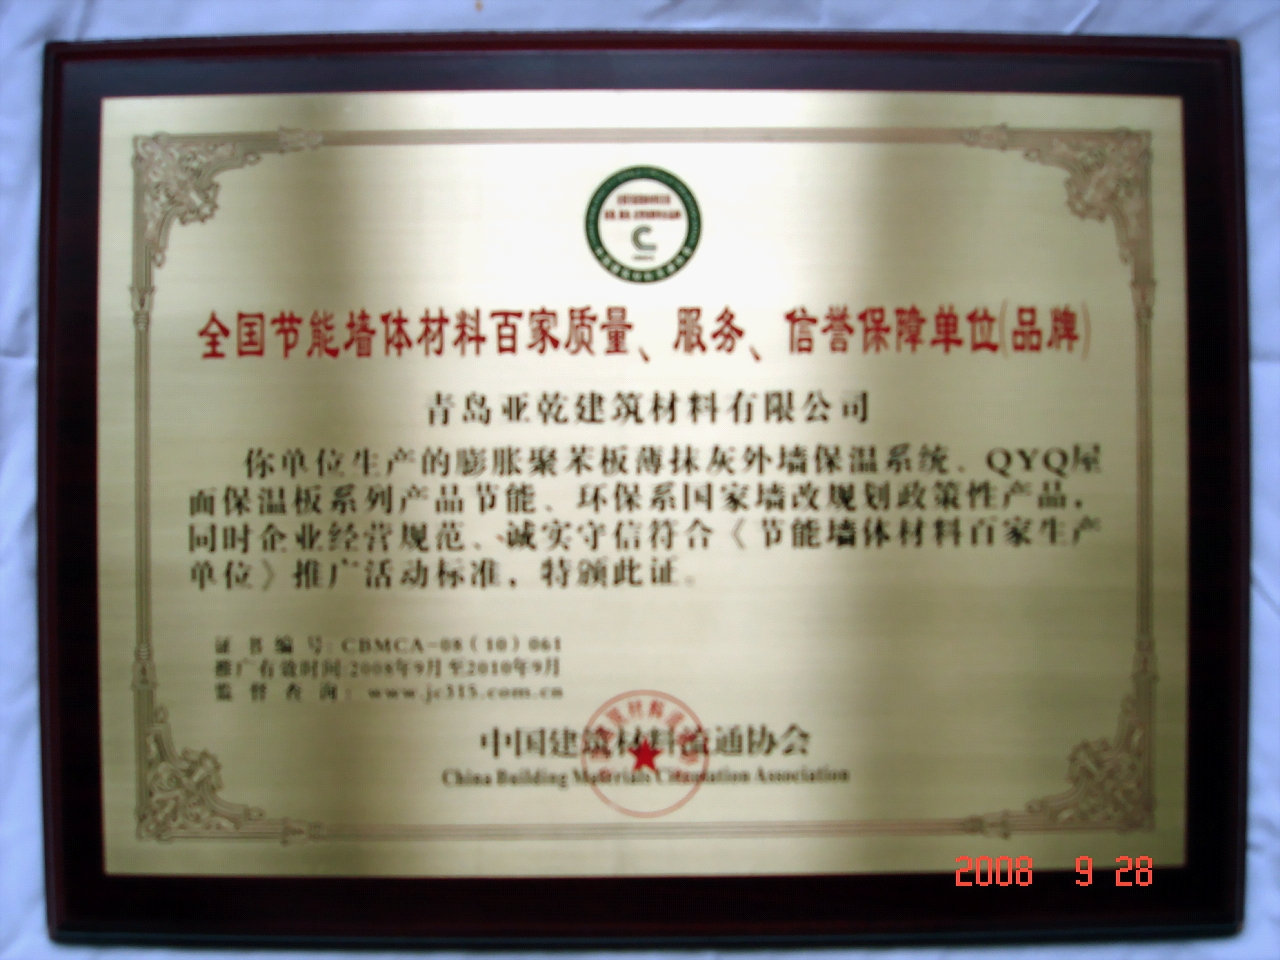 全国节能墙体材料百家质量、服务、信誉保障单位(品牌)
青岛亚乾建筑材料有限公司
你单位生产的膨胀聚苯板薄抹灰外墙保温系统、QYQ屋
面保温板系列产品节能、环保系国家墙改规划政策性产品,
同时企业经营规范、诚实守信符合《节能墙体材料百家生产
单位》推广活动标准,特颁此证。
证书编号:CBMCA-08(10)061
推广有效时间:2008年9月至2010年9月
监督查询:www.jc315.com.cn
中国建筑材料流通协会
China Building Materials Circulation Association
2008 9 28